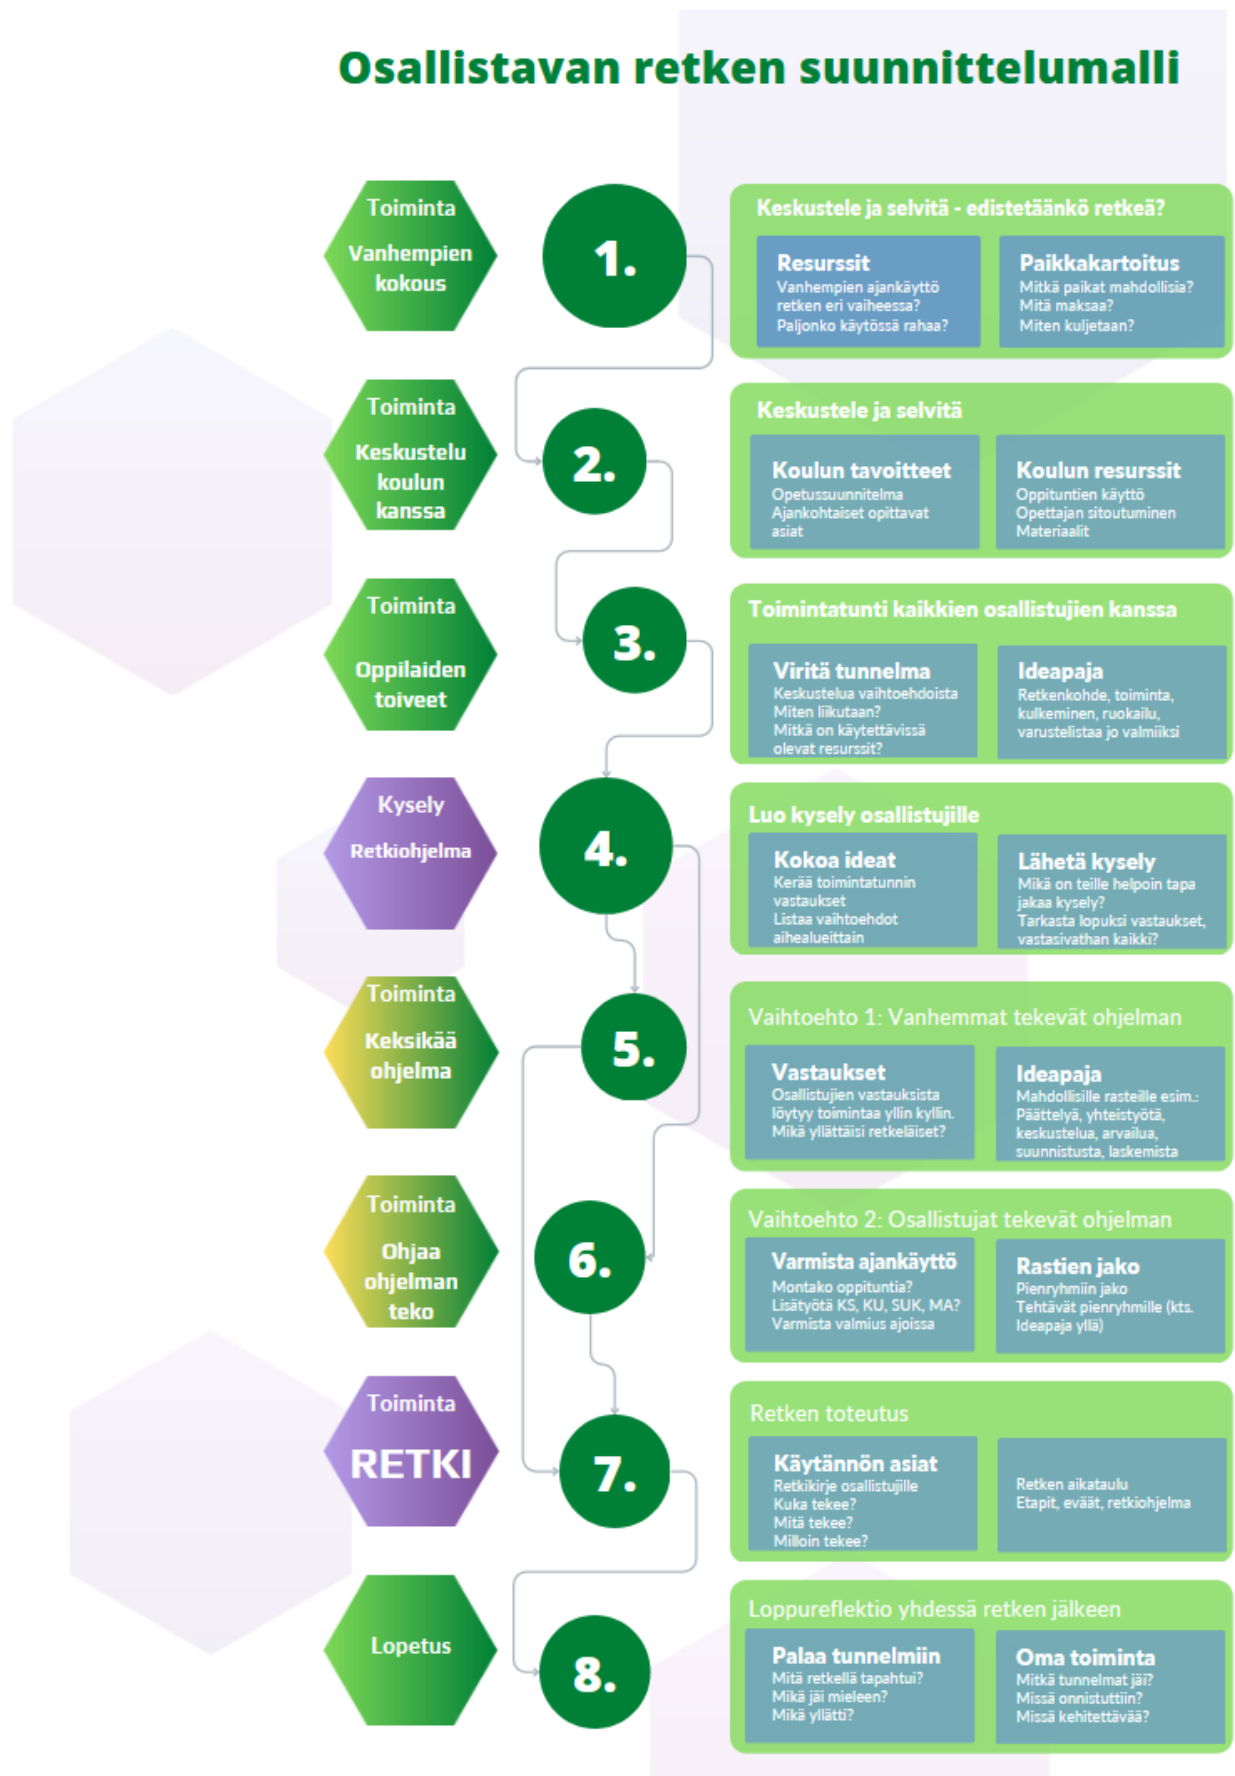 Osallistavan retken suunnittelumalli
Toiminta
Vanhempien
kokous
1.
Keskustele ja selvitä - edistetäänkö retkeä?
Resurssit
Vanhempien ajankäyttö
retken eri vaiheessa?
Paljonko käytössä rahaa?
Paikkakartoitus
Mitkä paikat mahdollisia?
Mitä maksaa?
Miten kuljetaan?
Toiminta
Keskustelu
koulun
kanssa
2.
Keskustele ja selvitä
Koulun tavoitteet
Opetussuunnitelma
Ajankohtaiset opittavat
asiat
Koulun resurssit
Oppituntien käyttö
Opettajan sitoutuminen
Materiaalit
Toiminta
Oppilaiden
toiveet
3.
Toimintatunti kaikkien osallistujien kanssa
Viritä tunnelma
Keskustelua vaihtoehdoista
Miten liikutaan?
Mitkä on käytettävissä
olevat resurssit?
Ideapaja
Retkenkohde, toiminta,
kulkeminen, ruokailu,
varustelistaa jo valmiiksi
Kysely
Retkiohjelma
4.
Luo kysely osallistujille
Kokoa ideat
Kerää toimintatunnin
vastaukset
Listaa vaihtoehdot
aihealueittain
Lähetä kysely
Mikä on teille helpoin tapa
jakaa kysely?
Tarkasta lopuksi vastaukset,
vastasivathan kaikki?
Toiminta
Keksikää
ohjelma
5.
Vaihtoehto 1: Vanhemmat tekevät ohjelman
Vastaukset
Osallistujien vastauksista
löytyy toimintaa yllin kyllin.
Mikä yllättäisi retkeläiset?
Ideapaja
Mahdollisille rasteille esim.:
Päättelyä, yhteistyötä,
keskustelua, arvailua,
suunnistusta, laskemista
Toiminta
Ohjaa
ohjelman
teko
6.
Vaihtoehto 2: Osallistujat tekevät ohjelman
Varmista ajankäyttö
Montako oppituntia?
Lisätyötä KS, KU, SUK, MA?
Varmista valmius ajoissa
Rastien jako
Pienryhmiin jako
Tehtävät pienryhmille (kts.
Ideapaja yllä)
Toiminta
RETKI
7.
Retken toteutus
Käytännön asiat
Retkikirje osallistujille
Kuka tekee?
Mitä tekee?
Milloin tekee?
Retken aikataulu
Etapit, eväät, retkiohjelma
Lopetus
8.
Loppureflektio yhdessä retken jälkeen
Palaa tunnelmiin
Mitä retkellä tapahtui?
Mikä jäi mieleen?
Mikä yllätti?
Oma toiminta
Mitkä tunnelmat jäi?
Missä onnistuttiin?
Missä kehitettävää?